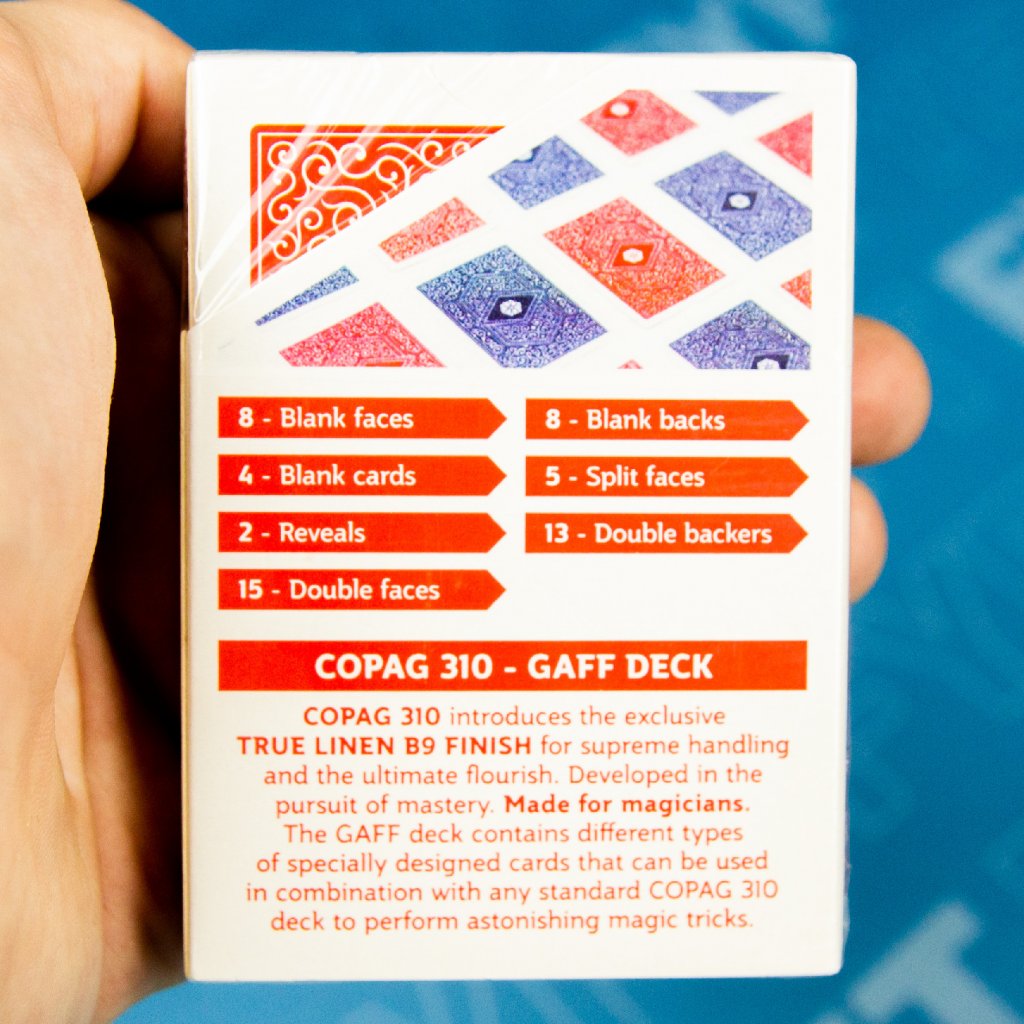 8 - Blank faces
8 - Blank backs
4 - Blank cards
5 - Split faces
2 - Reveals
13 - Double backers
15 - Double faces
COPAG 310 - GAFF DECK
COPAG 310 introduces the exclusive
TRUE LINEN B9 FINISH for supreme handling
and the ultimate flourish. Developed in the
pursuit of mastery. Made for magicians.
The GAFF deck contains different types
of specially designed cards that can be used
in combination with any standard COPAG 310
deck to perform astonishing magic tricks.